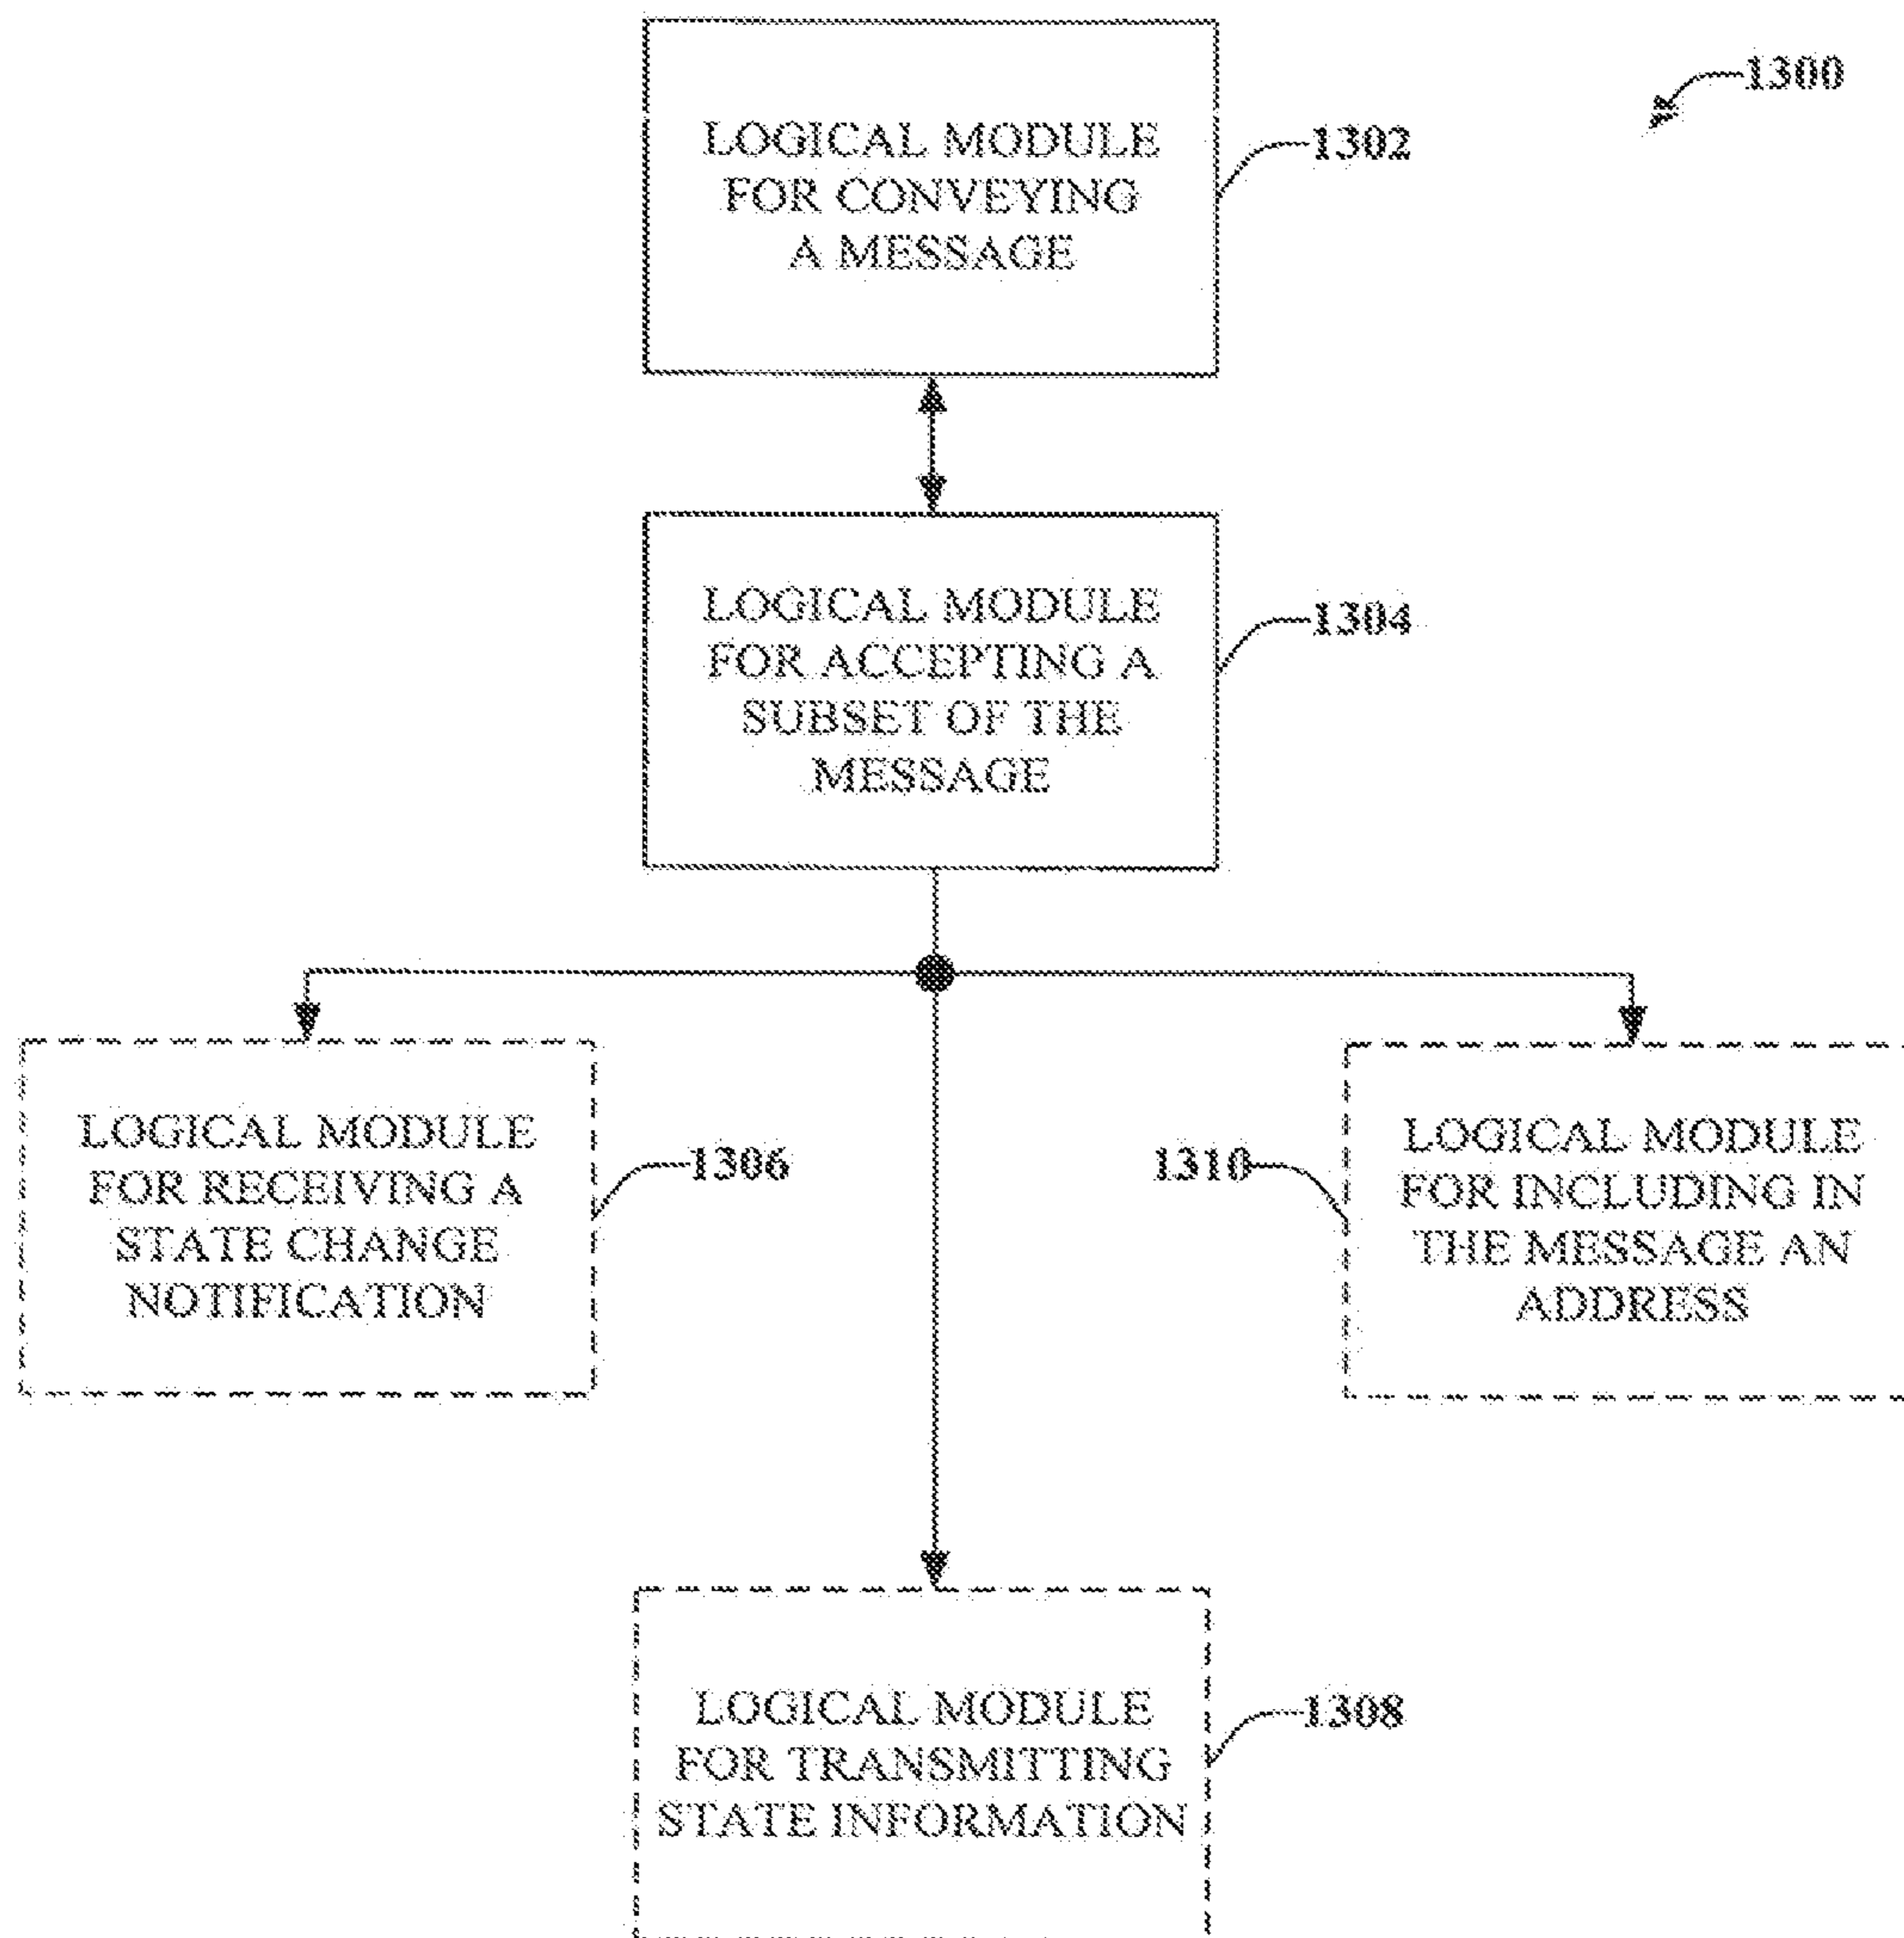 1300
LOGICAL MODULE
FOR CONVEYING
A MESSAGE
1302
LOGICAL MODULE
FOR ACCEPTING A
SUBSET OF THE
MESSAGE
1304
LOGICAL MODULE
FOR RECEIVING A
STATE CHANGE
NOTIFICATION
1306
1310
LOGICAL MODULE
FOR INCLUDING IN
THE MESSAGE AN
ADDRESS
LOGICAL MODULE
FOR TRANSMITTING
STATE INFORMATION
1308